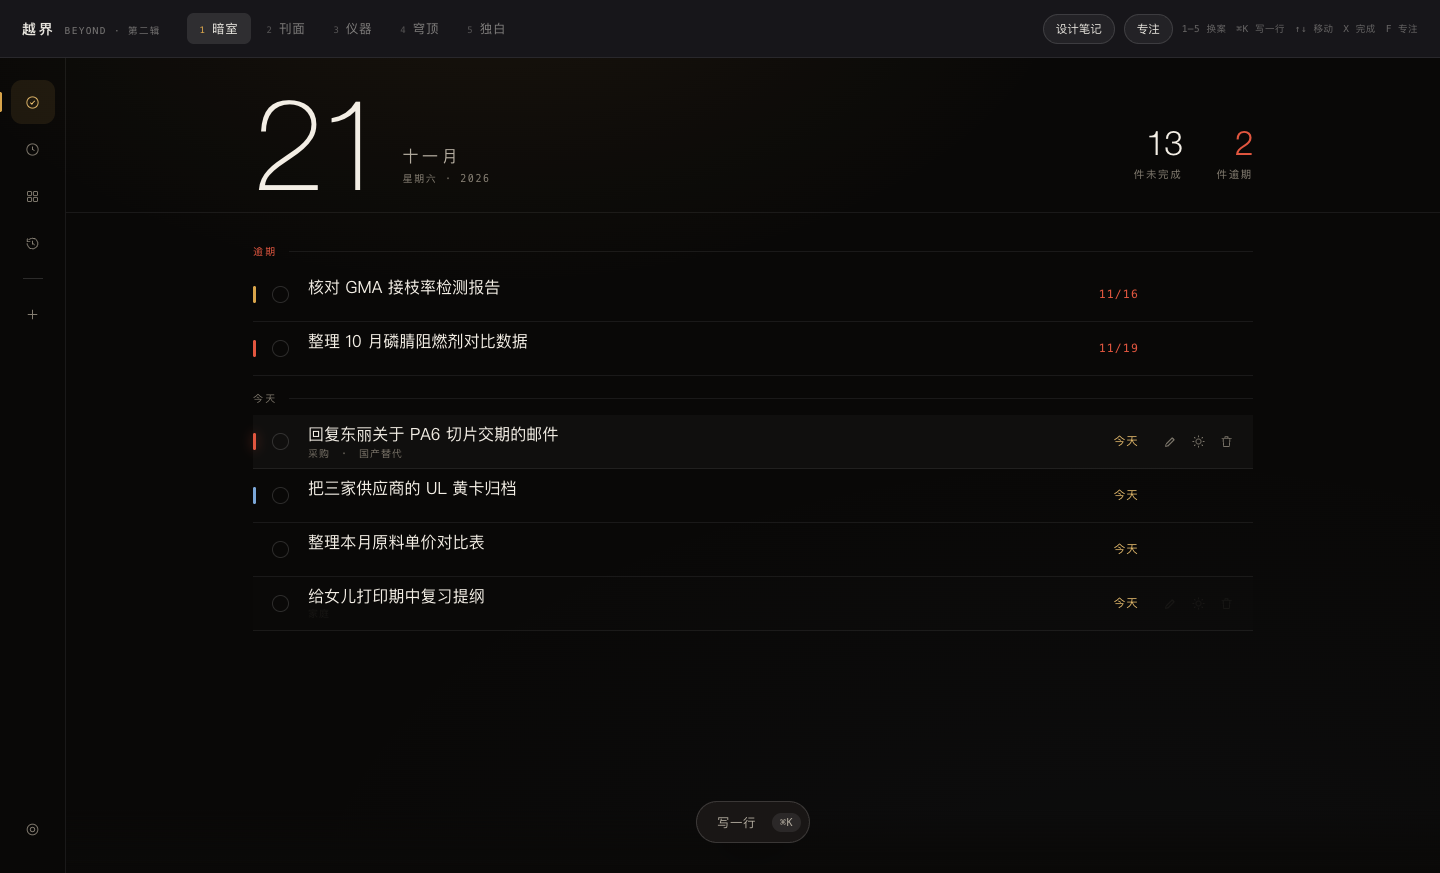 越界 BEYOND · 第二辑 1 暗室 2 刊面 3 仪器 4 穹顶 5 独白 设计笔记 专注 1—5 换案 ⌘K 写一行 ↑↓ 移动 X 完成 F 专注
21
十一月
星期六 · 2026
13 2
件未完成 件逾期
逾期
核对 GMA 接枝率检测报告 11/16
整理 10 月磷腈阻燃剂对比数据 11/19
今天
回复东丽关于 PA6 切片交期的邮件 今天
采购 · 国产替代
把三家供应商的 UL 黄卡归档 今天
整理本月原料单价对比表 今天
给女儿打印期中复习提纲 今天
写一行 ⌘K